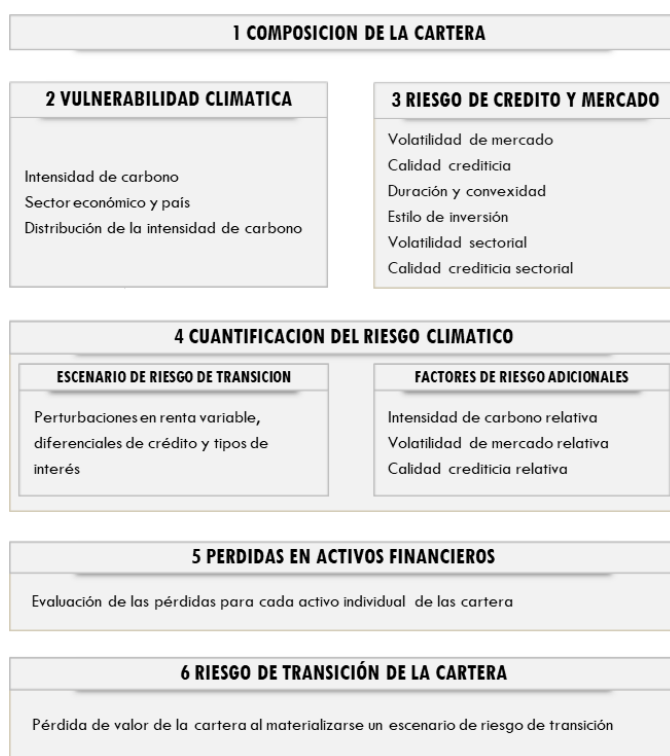 1 COMPOSICION DE LA CARTERA
2 VULNERABILIDAD CLIMATICA
Intensidad de carbono
Sector económico y país
Distribución de la intensidad de carbono
3 RIESGO DE CREDITO Y MERCADO
Volatilidad de mercado
Calidad crediticia
Duración y convexidad
Estilo de inversión
Volatilidad sectorial
Calidad crediticia sectorial
4 CUANTIFICACION DEL RIESGO CLIMATICO
ESCENARIO DE RIESGO DE TRANSICION
Perturbaciones en renta variable,
diferenciales de crédito y tipos de
interés
FACTORES DE RIESGO ADICIONALES
Intensidad de carbono relativa
Volatilidad de mercado relativa
Calidad crediticia relativa
5 PERDIDAS EN ACTIVOS FINANCIEROS
Evaluación de las pérdidas para cada activo individual de las cartera
6 RIESGO DE TRANSICIÓN DE LA CARTERA
Pérdida de valor de la cartera al materializarse un escenario de riesgo de transición